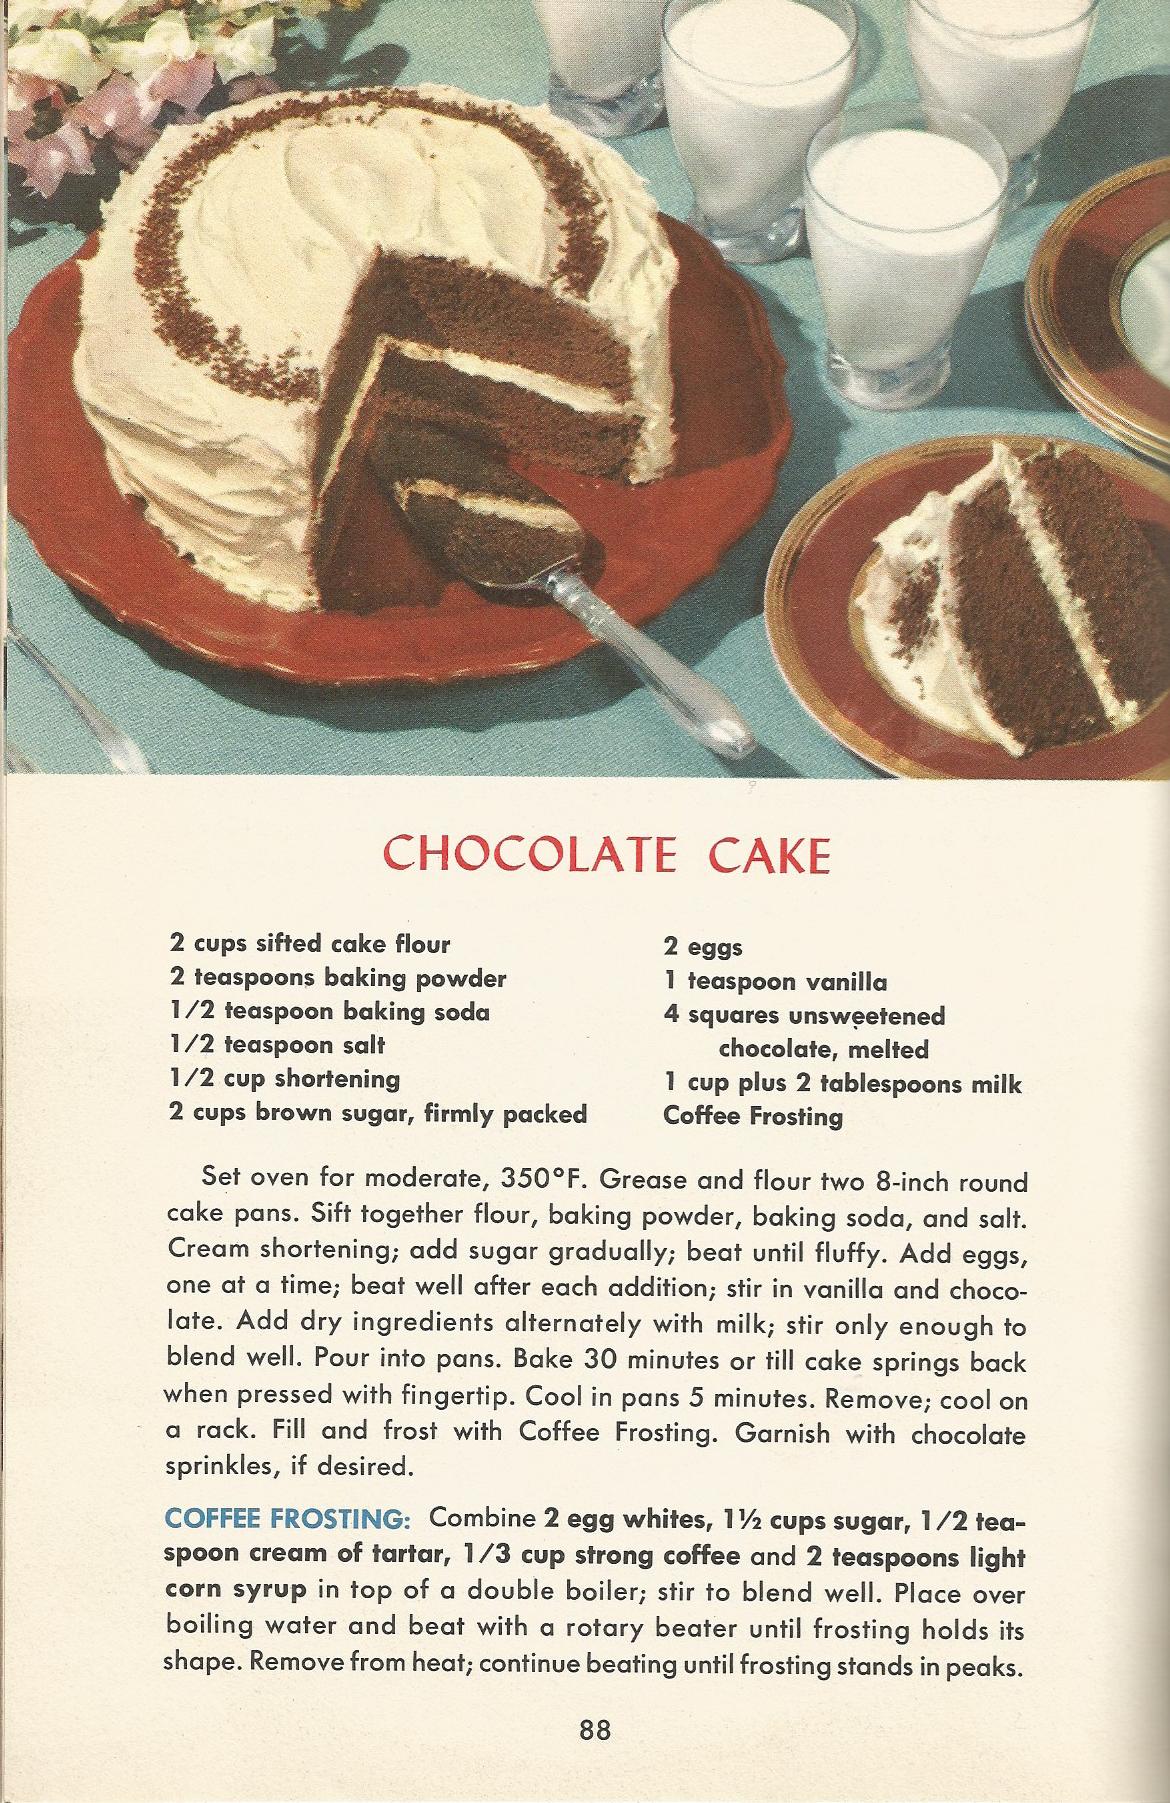 CHOCOLATE CAKE
2 cups sifted cake flour
2 teaspoons baking powder
1/2 teaspoon baking soda
1/2 teaspoon salt
1/2 cup shortening
2 cups brown sugar, firmly packed
2 eggs
1 teaspoon vanilla
4 squares unsweetened
chocolate, melted
1 cup plus 2 tablespoons milk
Coffee Frosting
Set oven for moderate, 350°F. Grease and flour two 8-inch round
cake pans. Sift together flour, baking powder, baking soda, and salt.
Cream shortening; add sugar gradually; beat until fluffy. Add eggs,
one at a time; beat well after each addition; stir in vanilla and choco-
late. Add dry ingredients alternately with milk; stir only enough to
blend well. Pour into pans. Bake 30 minutes or till cake springs back
when pressed with fingertip. Cool in pans 5 minutes. Remove; cool on
a rack. Fill and frost with Coffee Frosting. Garnish with chocolate
sprinkles, if desired.
COFFEE FROSTING: Combine 2 egg whites, 1½ cups sugar, 1/2 tea-
spoon cream of tartar, 1/3 cup strong coffee and 2 teaspoons light
corn syrup in top of a double boiler; stir to blend well. Place over
boiling water and beat with a rotary beater until frosting holds its
shape. Remove from heat; continue beating until frosting stands in peaks.
88